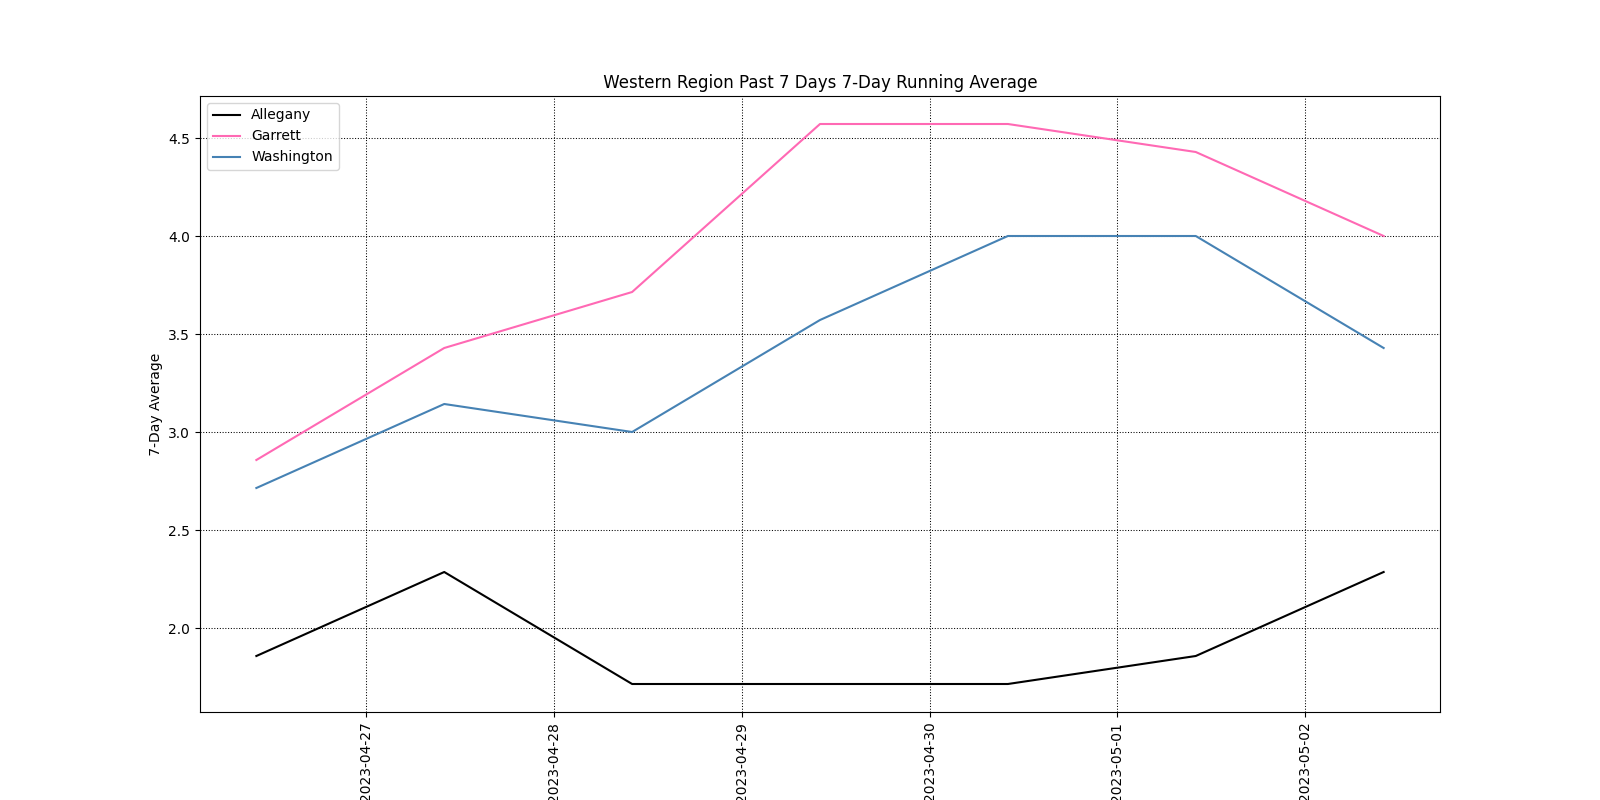 Western Region Past 7 Days 7-Day Running Average
Allegany
Garrett
Washington
7-Day Average
4.5
4.0
3.5
3.0
2.5
2.0
2023-04-27
2023-04-28
2023-04-29
2023-04-30
2023-05-01
2023-05-02